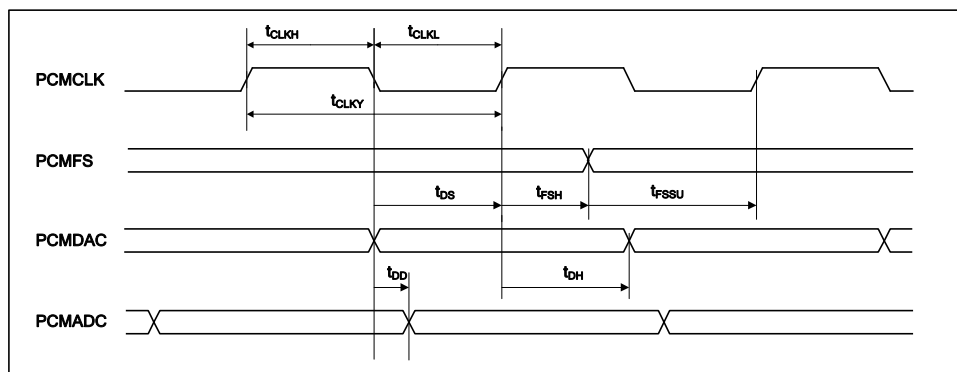 tCLKH tCLKL
PCMCLK
tCLKY
PCMFS
tDS tFSH tFSSU
PCMDAC
tDD tDH
PCMADC